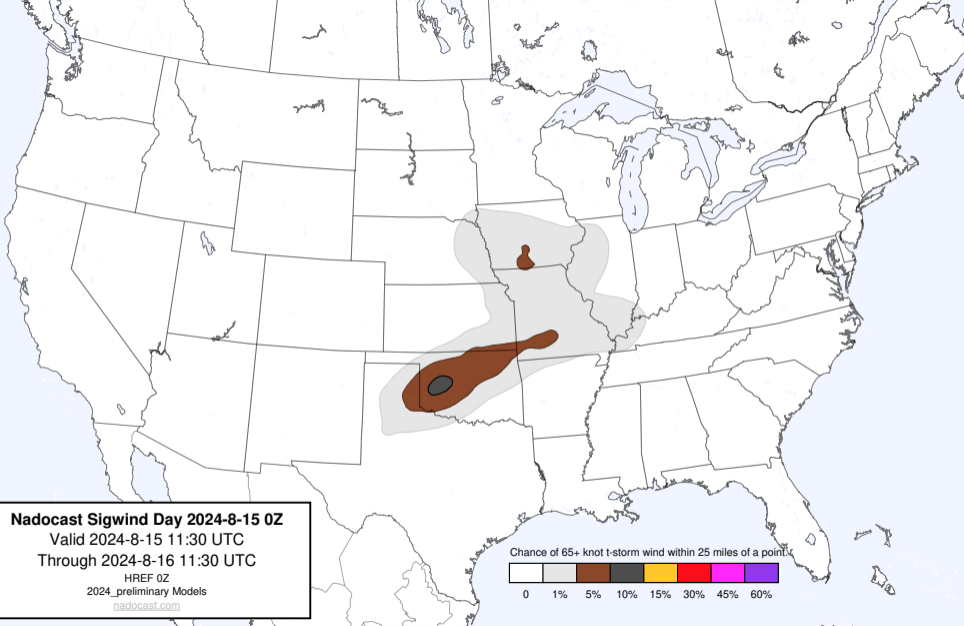 Nadocast Sigwind Day 2024-8-15 0Z
Valid 2024-8-15 11:30 UTC
Through 2024-8-16 11:30 UTC
HREF 0Z
2024_preliminary Models
nadocast.com
Chance of 65+ knot t-storm wind within 25 miles of a point.
0 1% 5% 10% 15% 30% 45% 60%